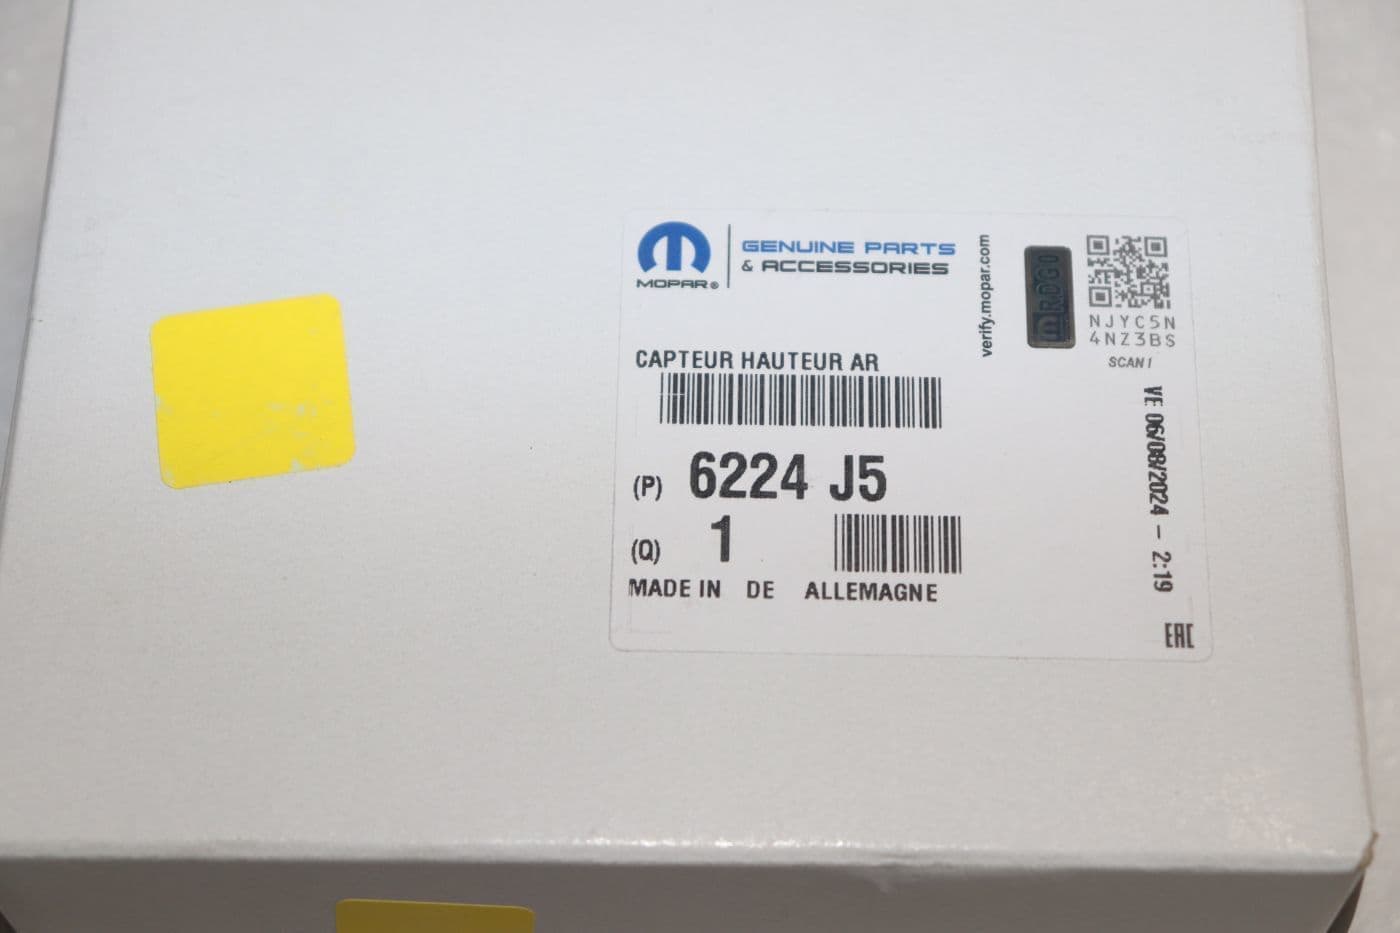 MOPAR®
GENUINE PARTS
& ACCESSORIES
verify.mopar.com
mRDGO
NJYC5N
4NZ3BS
SCAN!
CAPTEUR HAUTEUR AR
(P) 6224 J5
(Q) 1
MADE IN DE ALLEMAGNE
VE 06/08/2024 - 2:19
EAC